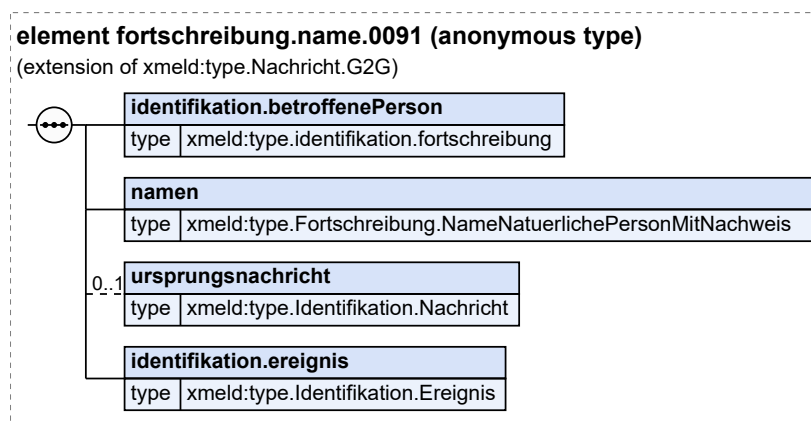 element fortschreibung.name.0091 (anonymous type)
(extension of xmeld:type.Nachricht.G2G)
identifikation.betroffenePerson
type xmeld:type.identifikation.fortschreibung
namen
type xmeld:type.Fortschreibung.NameNatuerlichePersonMitNachweis
0..1
ursprungsnachricht
type xmeld:type.Identifikation.Nachricht
identifikation.ereignis
type xmeld:type.Identifikation.Ereignis